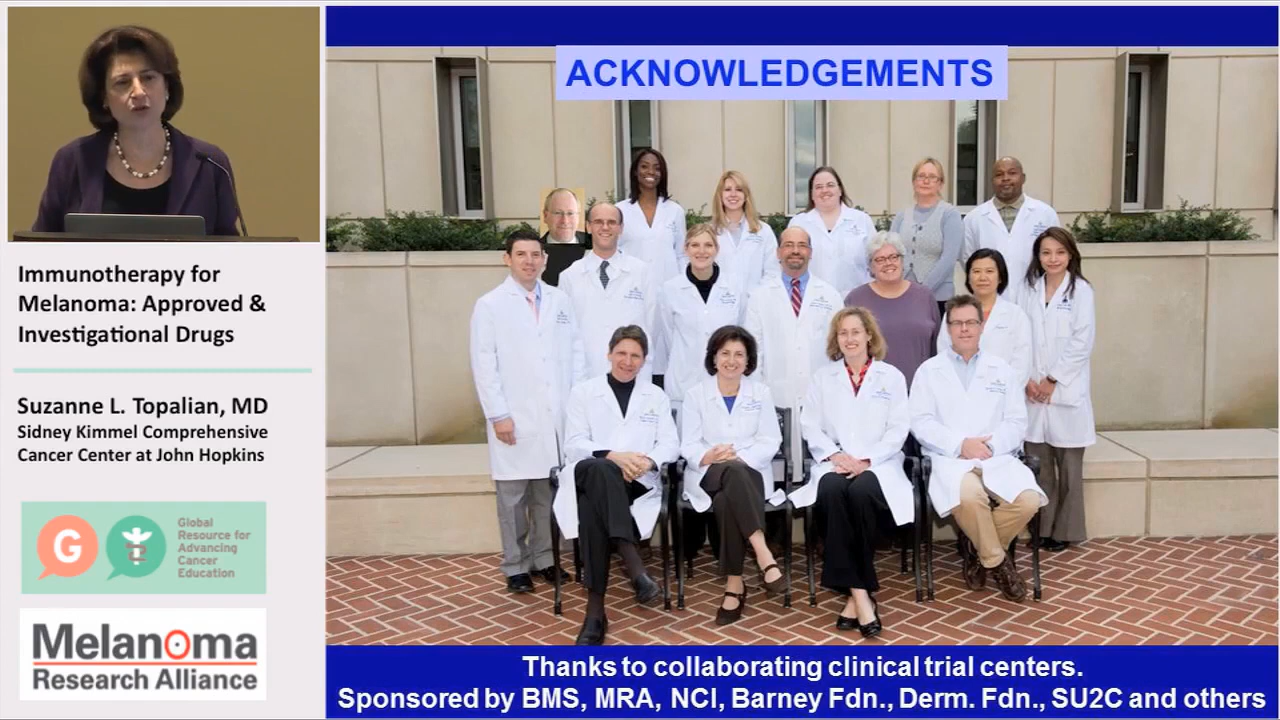 ACKNOWLEDGEMENTS
Immunotherapy for
Melanoma: Approved &
Investigational Drugs
Suzanne L. Topalian, MD
Sidney Kimmel Comprehensive
Cancer Center at John Hopkins
G
Global
Resource for
Advancing
Cancer
Education
Melanoma
Research Alliance
Thanks to collaborating clinical trial centers.
Sponsored by BMS, MRA, NCI, Barney Fdn., Derm. Fdn., SU2C and others